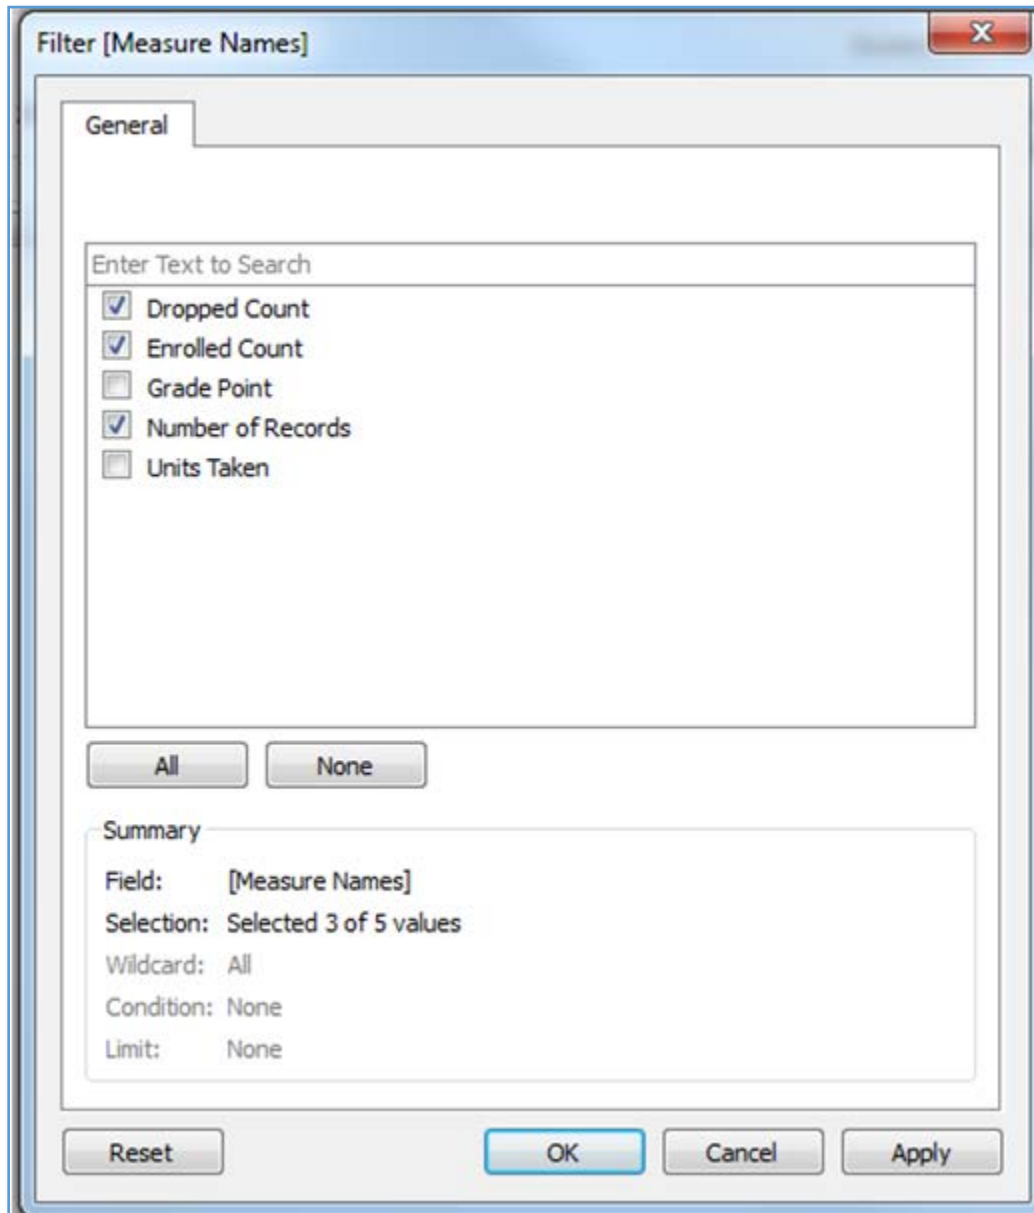 Filter [Measure Names]
General
Enter Text to Search
Dropped Count
Enrolled Count
Grade Point
Number of Records
Units Taken
All None
Summary
Field: [Measure Names]
Selection: Selected 3 of 5 values
Wildcard: All
Condition: None
Limit: None
Reset OK Cancel Apply